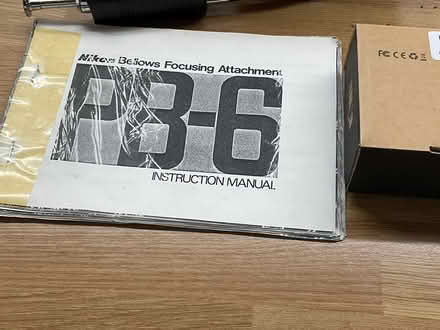 Nikon Bellows Focusing Attachment
PB-6
INSTRUCTION MANUAL
FC CE